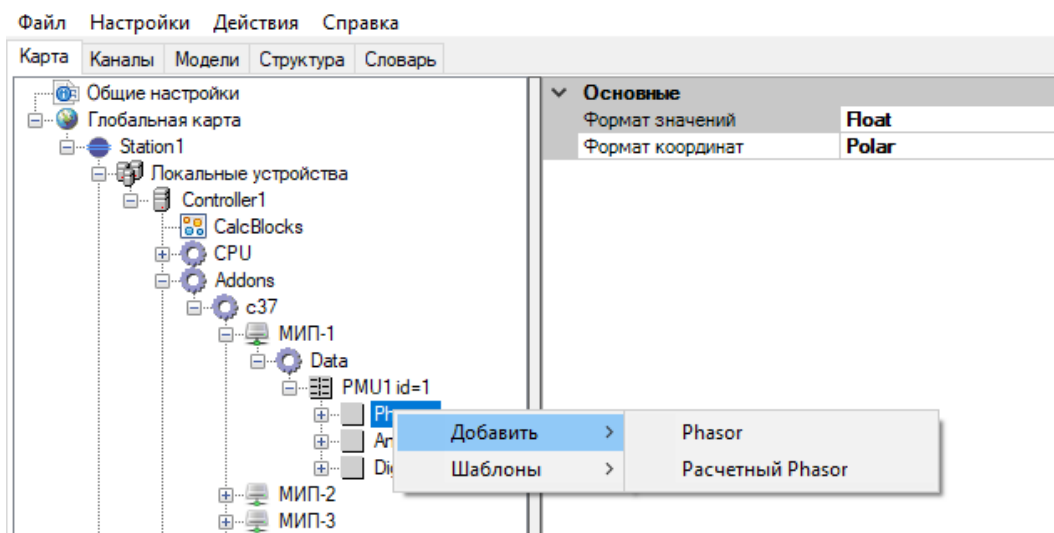 Файл Настройки Действия Справка
Карта Каналы Модели Структура Словарь
Общие настройки
Глобальная карта
Station1
Локальные устройства
Controller1
CalcBlocks
CPU
Addons
c37
МИП-1
Data
PMU1 id=1
МИП-2
МИП-3
Основные
Формат значений Float
Формат координат Polar
Добавить
Шаблоны
Phasor
Расчетный Phasor